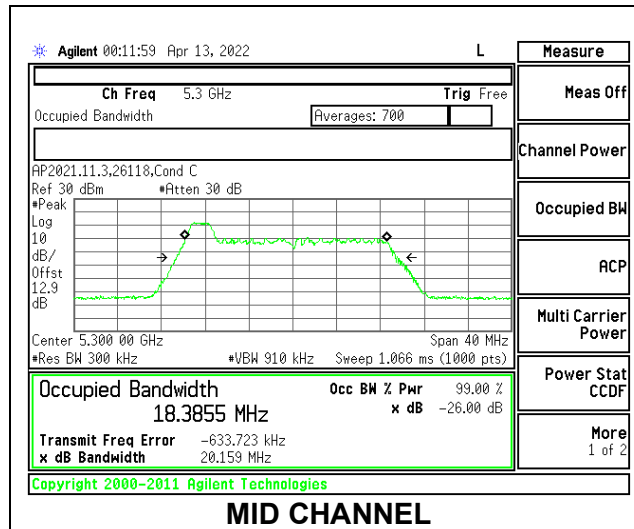 Agilent 00:11:59 Apr 13, 2022 L
Measure
Ch Freq 5.3 GHz Trig Free
Occupied Bandwidth Averages: 700
AP2021.11.3,26118,Cond C
Ref 30 dBm #Atten 30 dB
#Peak
Log
10
dB/
Offst
12.9
dB
Center 5.300 00 GHz Span 40 MHz
#Res BW 300 kHz #VBW 910 kHz Sweep 1.066 ms (1000 pts)
Occupied Bandwidth Occ BW % Pwr 99.00 %
18.3855 MHz x dB -26.00 dB
Transmit Freq Error -633.723 kHz
x dB Bandwidth 20.159 MHz
Copyright 2000-2011 Agilent Technologies
Meas Off
Channel Power
Occupied BW
ACP
Multi Carrier
Power
Power Stat
CCDF
More
1 of 2
MID CHANNEL